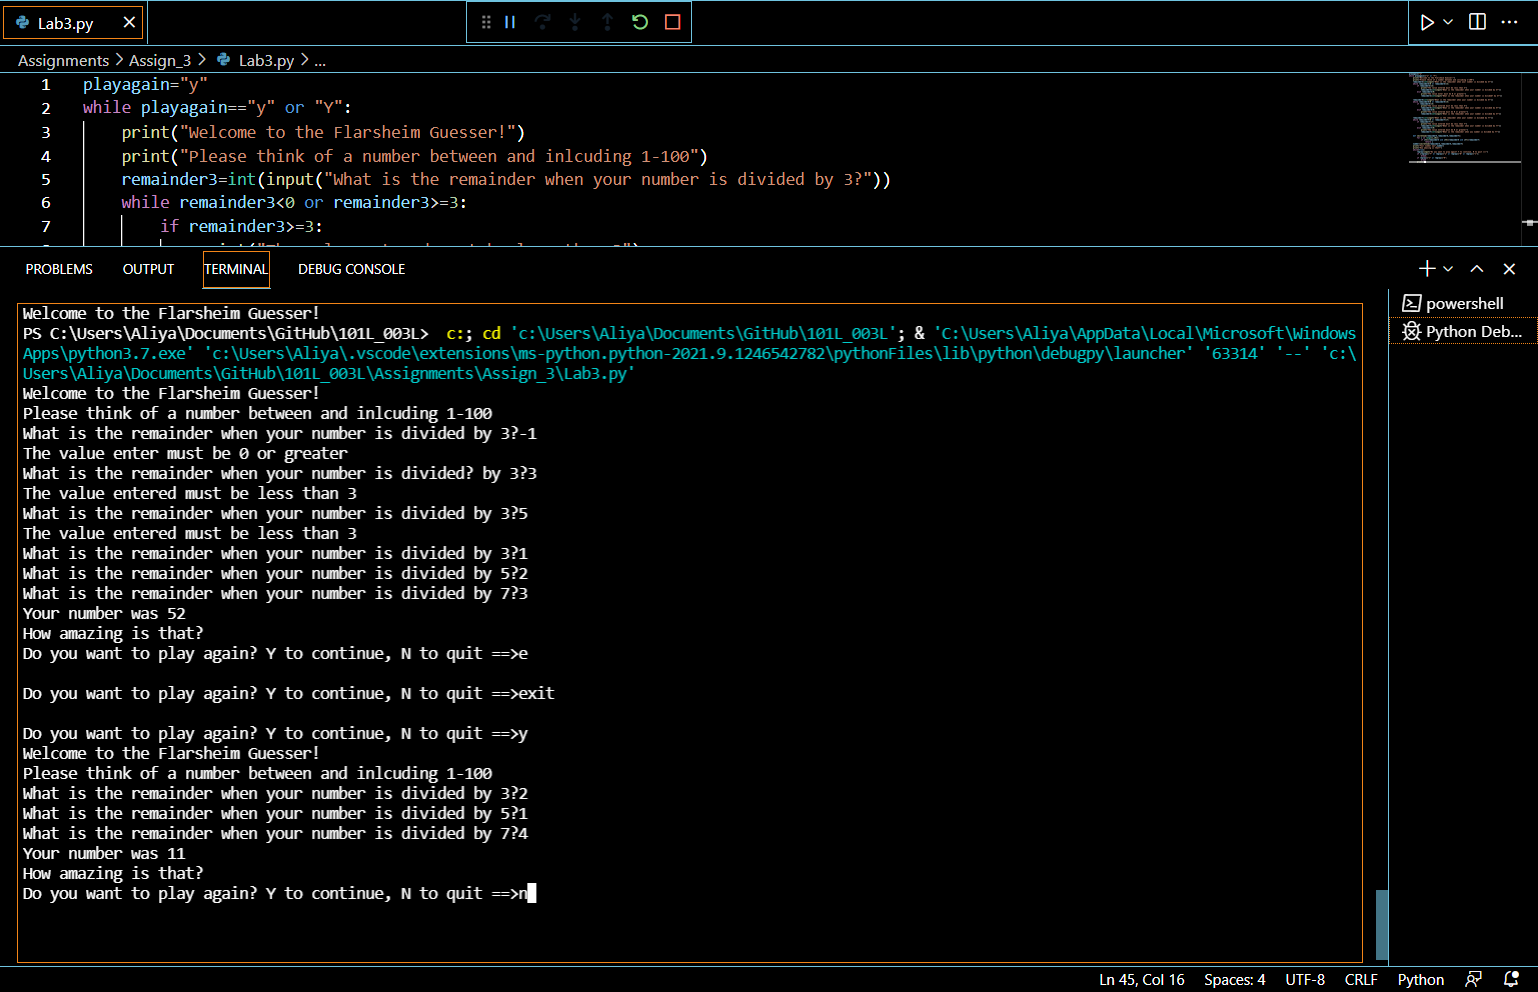 Lab3.py
Assignments > Assign_3 > Lab3.py > ...
1 playagain="y"
2 while playagain=="y" or "Y":
3 print("Welcome to the Flarsheim Guesser!")
4 print("Please think of a number between and inlcuding 1-100")
5 remainder3=int(input("What is the remainder when your number is divided by 3?"))
6 while remainder3<0 or remainder3>=3:
7 if remainder3>=3:
PROBLEMS OUTPUT TERMINAL DEBUG CONSOLE
powershell
Python Deb...
Welcome to the Flarsheim Guesser!
PS C:\Users\Aliya\Documents\GitHub\101L_003L> c:; cd 'c:\Users\Aliya\Documents\GitHub\101L_003L'; & 'C:\Users\Aliya\AppData\Local\Microsoft\Windows
Apps\python3.7.exe' 'c:\Users\Aliya\.vscode\extensions\ms-python.python-2021.9.1246542782\pythonFiles\lib\python\debugpy\launcher' '63314' '--' 'c:\
Users\Aliya\Documents\GitHub\101L_003L\Assignments\Assign_3\Lab3.py'
Welcome to the Flarsheim Guesser!
Please think of a number between and inlcuding 1-100
What is the remainder when your number is divided by 3?-1
The value enter must be 0 or greater
What is the remainder when your number is divided? by 3?3
The value entered must be less than 3
What is the remainder when your number is divided by 3?5
The value entered must be less than 3
What is the remainder when your number is divided by 3?1
What is the remainder when your number is divided by 5?2
What is the remainder when your number is divided by 7?3
Your number was 52
How amazing is that?
Do you want to play again? Y to continue, N to quit ==>e
Do you want to play again? Y to continue, N to quit ==>exit
Do you want to play again? Y to continue, N to quit ==>y
Welcome to the Flarsheim Guesser!
Please think of a number between and inlcuding 1-100
What is the remainder when your number is divided by 3?2
What is the remainder when your number is divided by 5?1
What is the remainder when your number is divided by 7?4
Your number was 11
How amazing is that?
Do you want to play again? Y to continue, N to quit ==>n
Ln 45, Col 16 Spaces: 4 UTF-8 CRLF Python